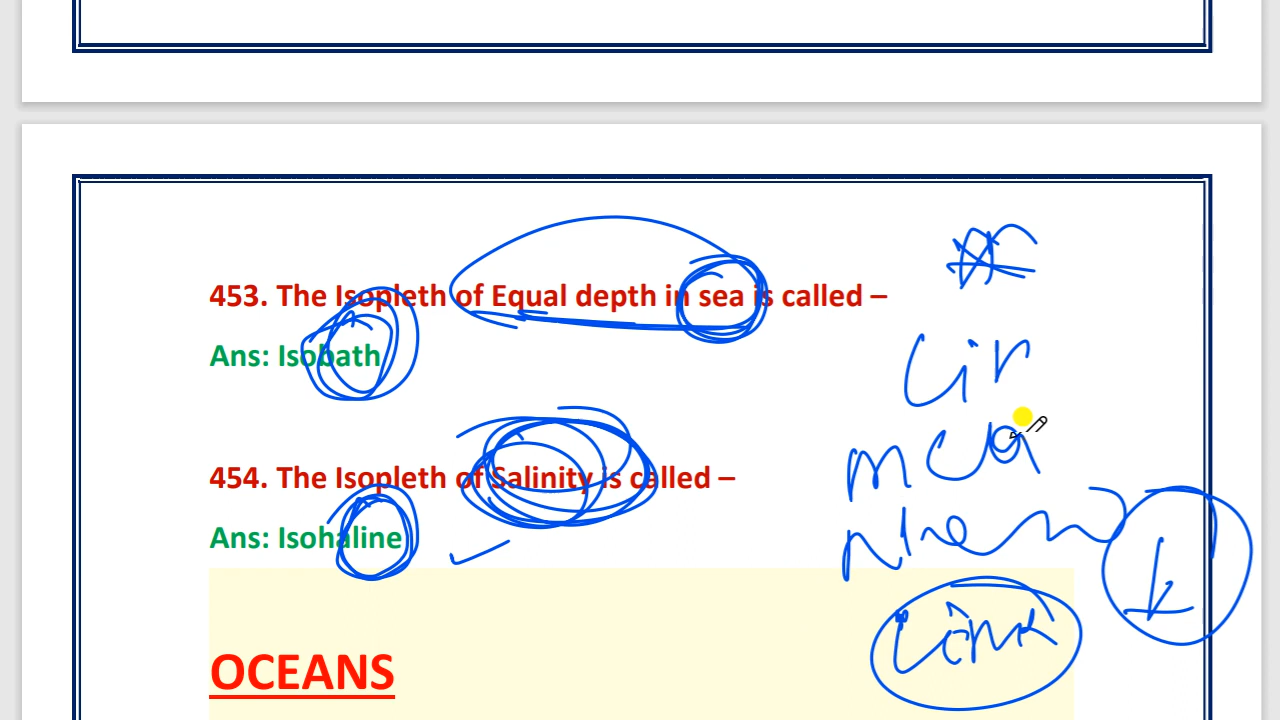 453. The Isopleth of Equal depth in sea is called –
Ans: Isobath
454. The Isopleth of Salinity is called –
Ans: Isohaline
OCEANS